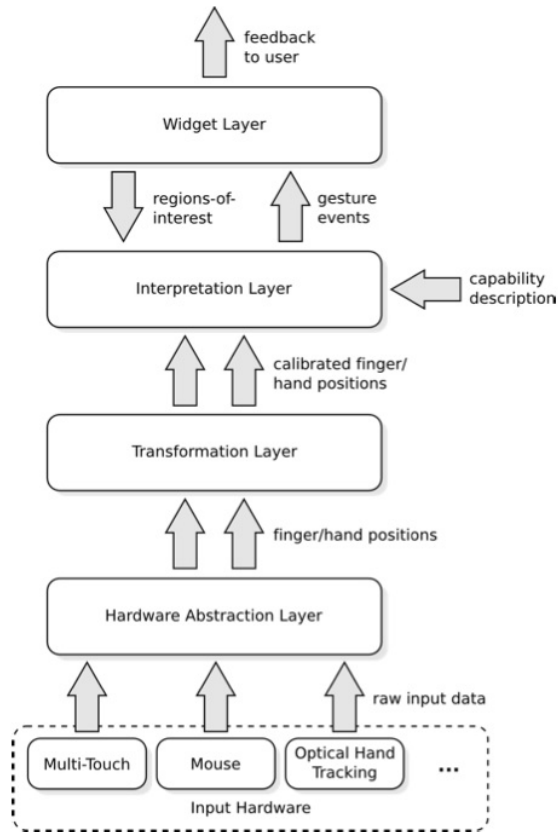 feedback
to user
Widget Layer
regions-of-
interest
gesture
events
Interpretation Layer
capability
description
calibrated finger/
hand positions
Transformation Layer
finger/hand positions
Hardware Abstraction Layer
raw input data
Multi-Touch
Mouse
Optical Hand
Tracking
...
Input Hardware